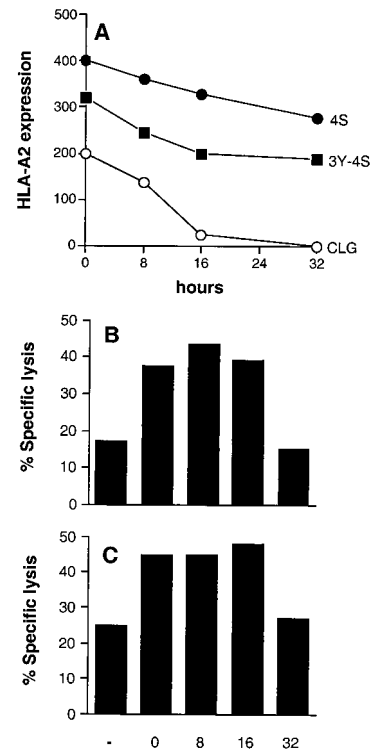 A
HLA-A2 expression
500
400
300
200
100
0
4S
3Y-4S
CLG
0 8 16 24 32
hours
B
% Specific lysis
50
40
30
20
10
0
C
% Specific lysis
50
40
30
20
10
0
- 0 8 16 32